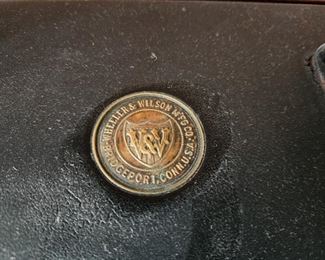 WHEELER & WILSON MFG. CO.
BRIDGEPORT, CONN. U.S.A.
W&W